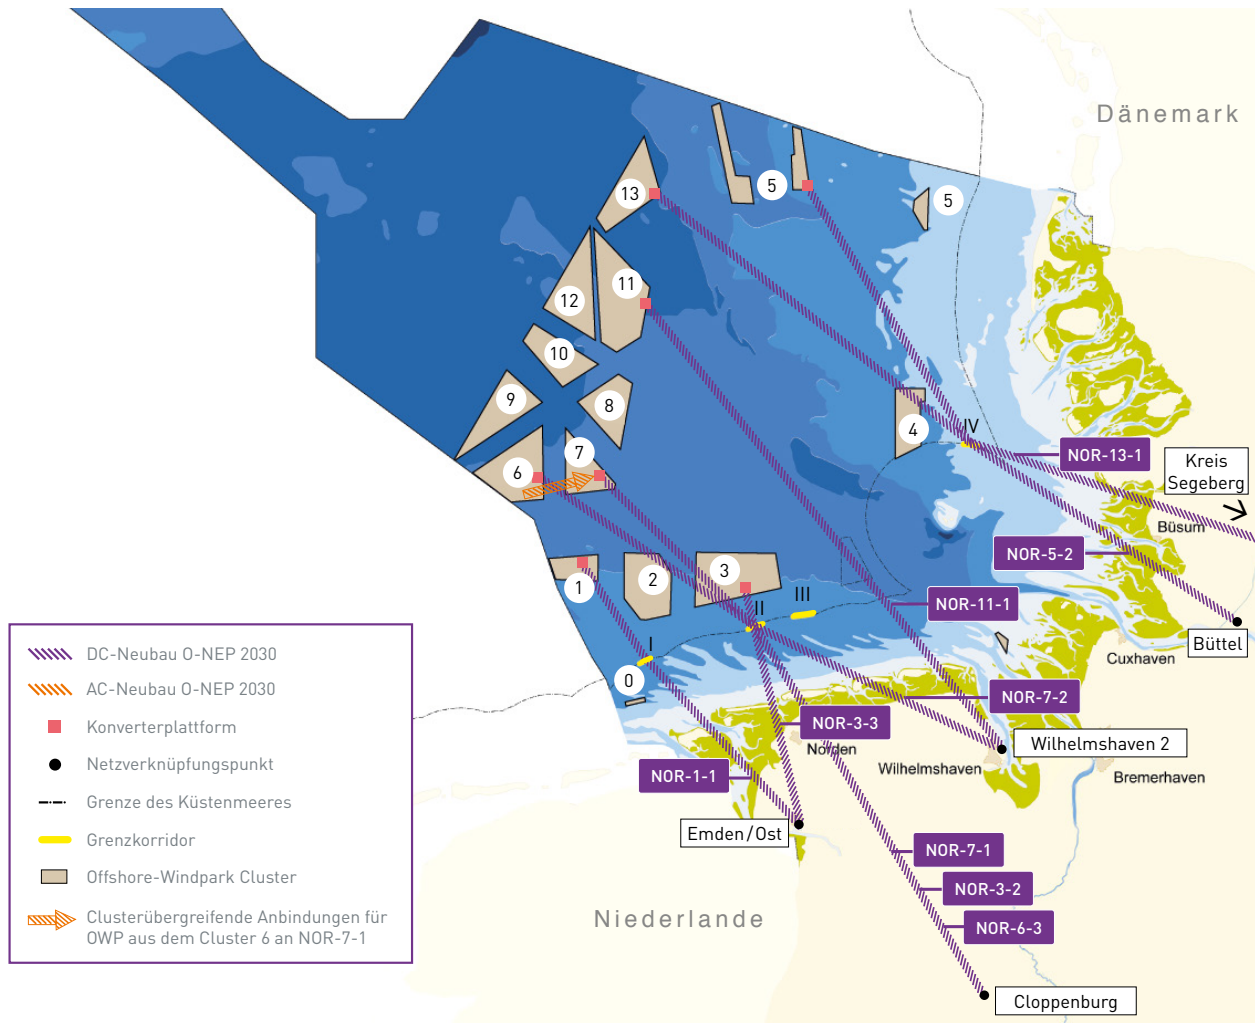 Dänemark
13
5
5
12
11
10
9
8
4
IV
NOR-13-1
Kreis
Segeberg
6
7
Büsum
NOR-5-2
1
2
3
III
II
NOR-11-1
Büttel
I
Cuxhaven
0
NOR-7-2
NOR-3-3
Norden
Wilhelmshaven 2
Wilhelmshaven
Bremerhaven
NOR-1-1
Emden/Ost
NOR-7-1
NOR-3-2
NOR-6-3
Niederlande
Cloppenburg
DC-Neubau O-NEP 2030
AC-Neubau O-NEP 2030
Konverterplattform
Netzverknüpfungspunkt
Grenze des Küstenmeeres
Grenzkorridor
Offshore-Windpark Cluster
Clusterübergreifende Anbindungen für
OWP aus dem Cluster 6 an NOR-7-1